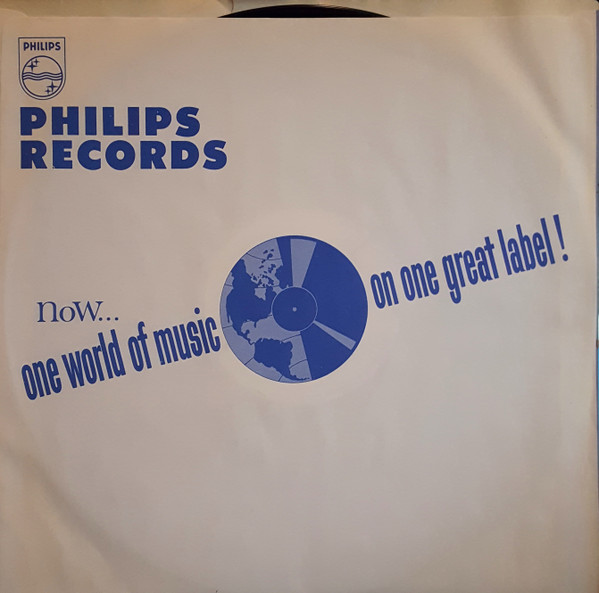 PHILIPS
PHILIPS
RECORDS
now...
one world of music
on one great label!